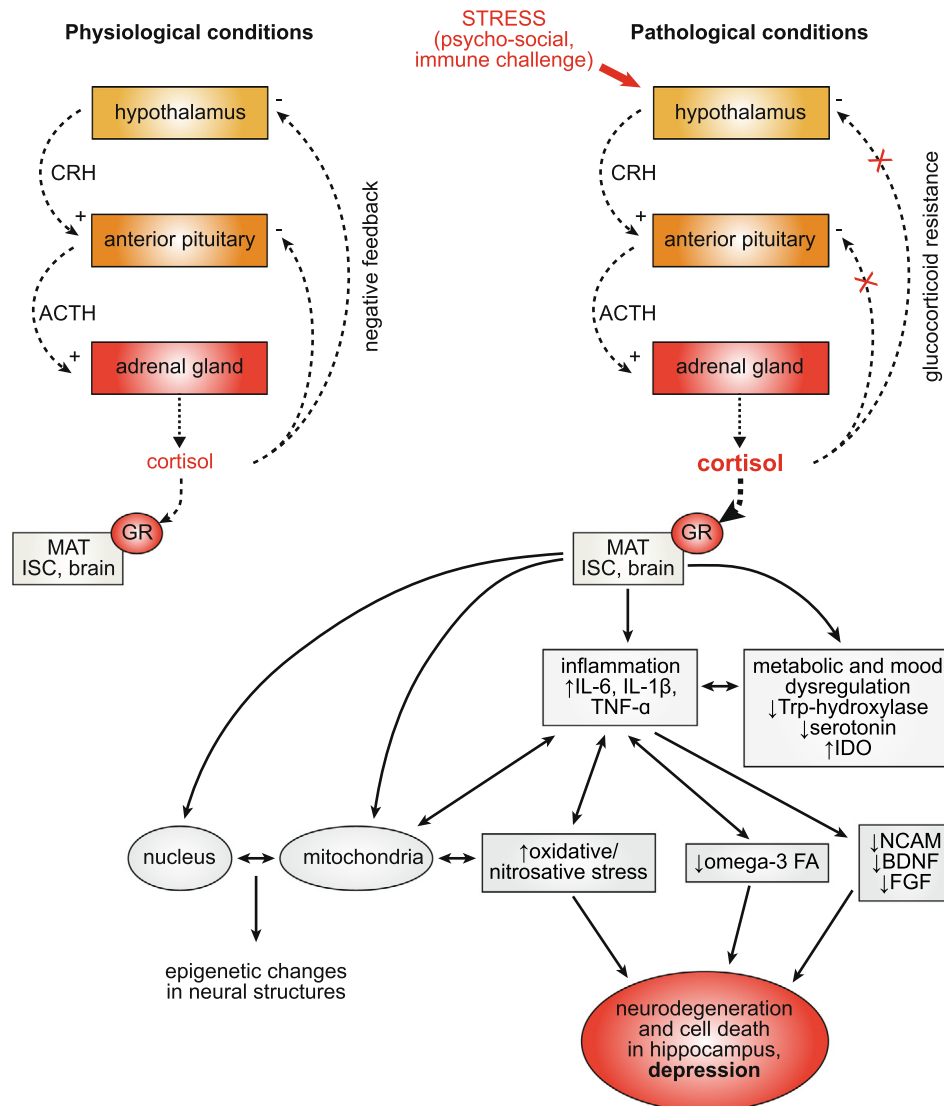 Physiological conditions
hypothalamus
-
CRH
+
anterior pituitary
-
ACTH
+
adrenal gland
negative feedback
cortisol
GR
MAT
ISC, brain
STRESS
(psycho-social,
immune challenge)
Pathological conditions
hypothalamus
-
CRH
+
anterior pituitary
-
ACTH
+
adrenal gland
glucocorticoid resistance
cortisol
GR
MAT
ISC, brain
inflammation
↑IL-6, IL-1β,
TNF-α
metabolic and mood
dysregulation
↓Trp-hydroxylase
↓serotonin
↑IDO
nucleus
mitochondria
↑oxidative/
nitrosative stress
↓omega-3 FA
↓NCAM
↓BDNF
↓FGF
epigenetic changes
in neural structures
neurodegeneration
and cell death
in hippocampus,
depression